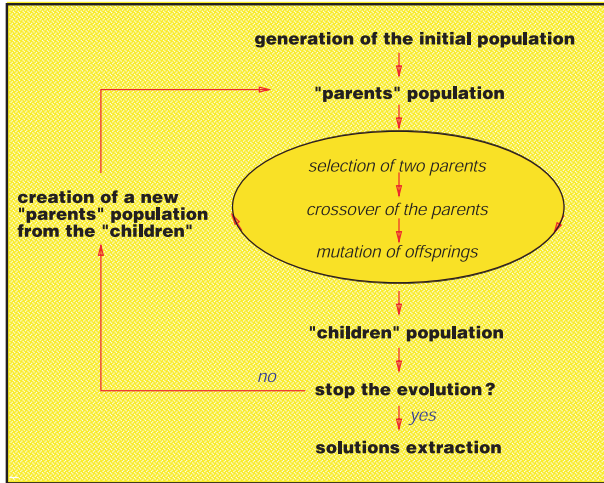 generation of the initial population
"parents" population
selection of two parents
crossover of the parents
mutation of offsprings
creation of a new
"parents" population
from the "children"
"children" population
no
stop the evolution?
yes
solutions extraction